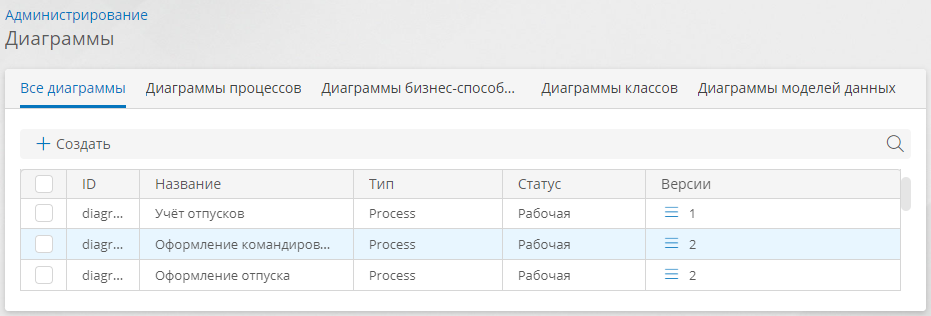 Администрирование
Диаграммы
Все диаграммы Диаграммы процессов Диаграммы бизнес-способ... Диаграммы классов Диаграммы моделей данных
+ Создать
ID Название Тип Статус Версии
diagr... Учёт отпусков Process Рабочая 1
diagr... Оформление командиров... Process Рабочая 2
diagr... Оформление отпуска Process Рабочая 2